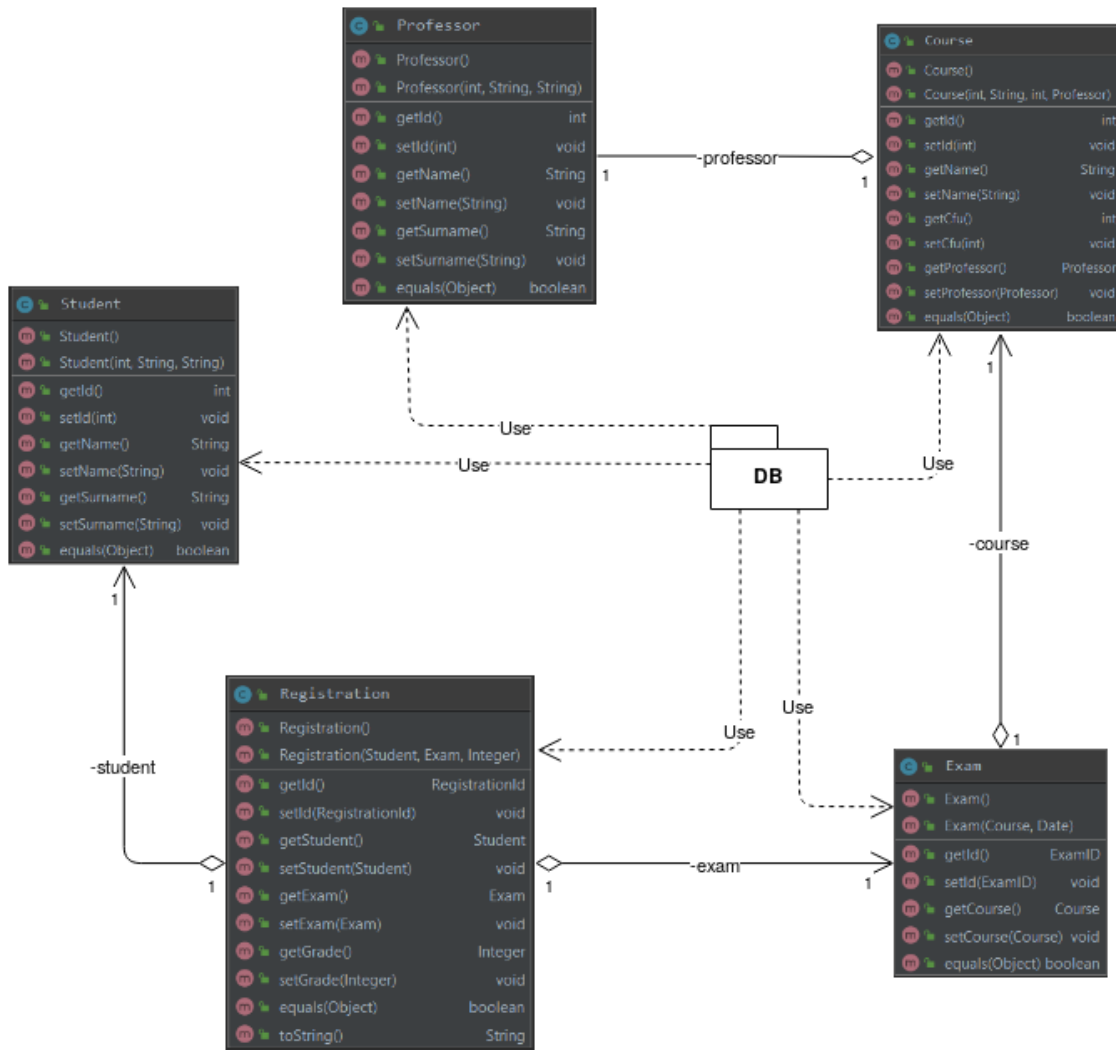 Professor
Professor()
Professor(int, String, String)
getId() int
setId(int) void
getName() String
setName(String) void
getSurname() String
setSurname(String) void
equals(Object) boolean
-professor
1
1
Course
Course()
Course(int, String, int, Professor)
getId() int
setId(int) void
getName() String
setName(String) void
getCfu() int
setCfu(int) void
getProfessor() Professor
setProfessor(Professor) void
equals(Object) boolean
Student
Student()
Student(int, String, String)
getId() int
setId(int) void
getName() String
setName(String) void
getSurname() String
setSurname(String) void
equals(Object) boolean
Use
Use
DB
Use
1
-course
1
1
-student
1
Use
Use
Registration
Registration()
Registration(Student, Exam, Integer)
getId() RegistrationId
setId(RegistrationId) void
getStudent() Student
setStudent(Student) void
getExam() Exam
setExam(Exam) void
getGrade() Integer
setGrade(Integer) void
equals(Object) boolean
toString() String
1
-exam
1
Exam
Exam()
Exam(Course, Date)
getId() ExamID
setId(ExamID) void
getCourse() Course
setCourse(Course) void
equals(Object) boolean